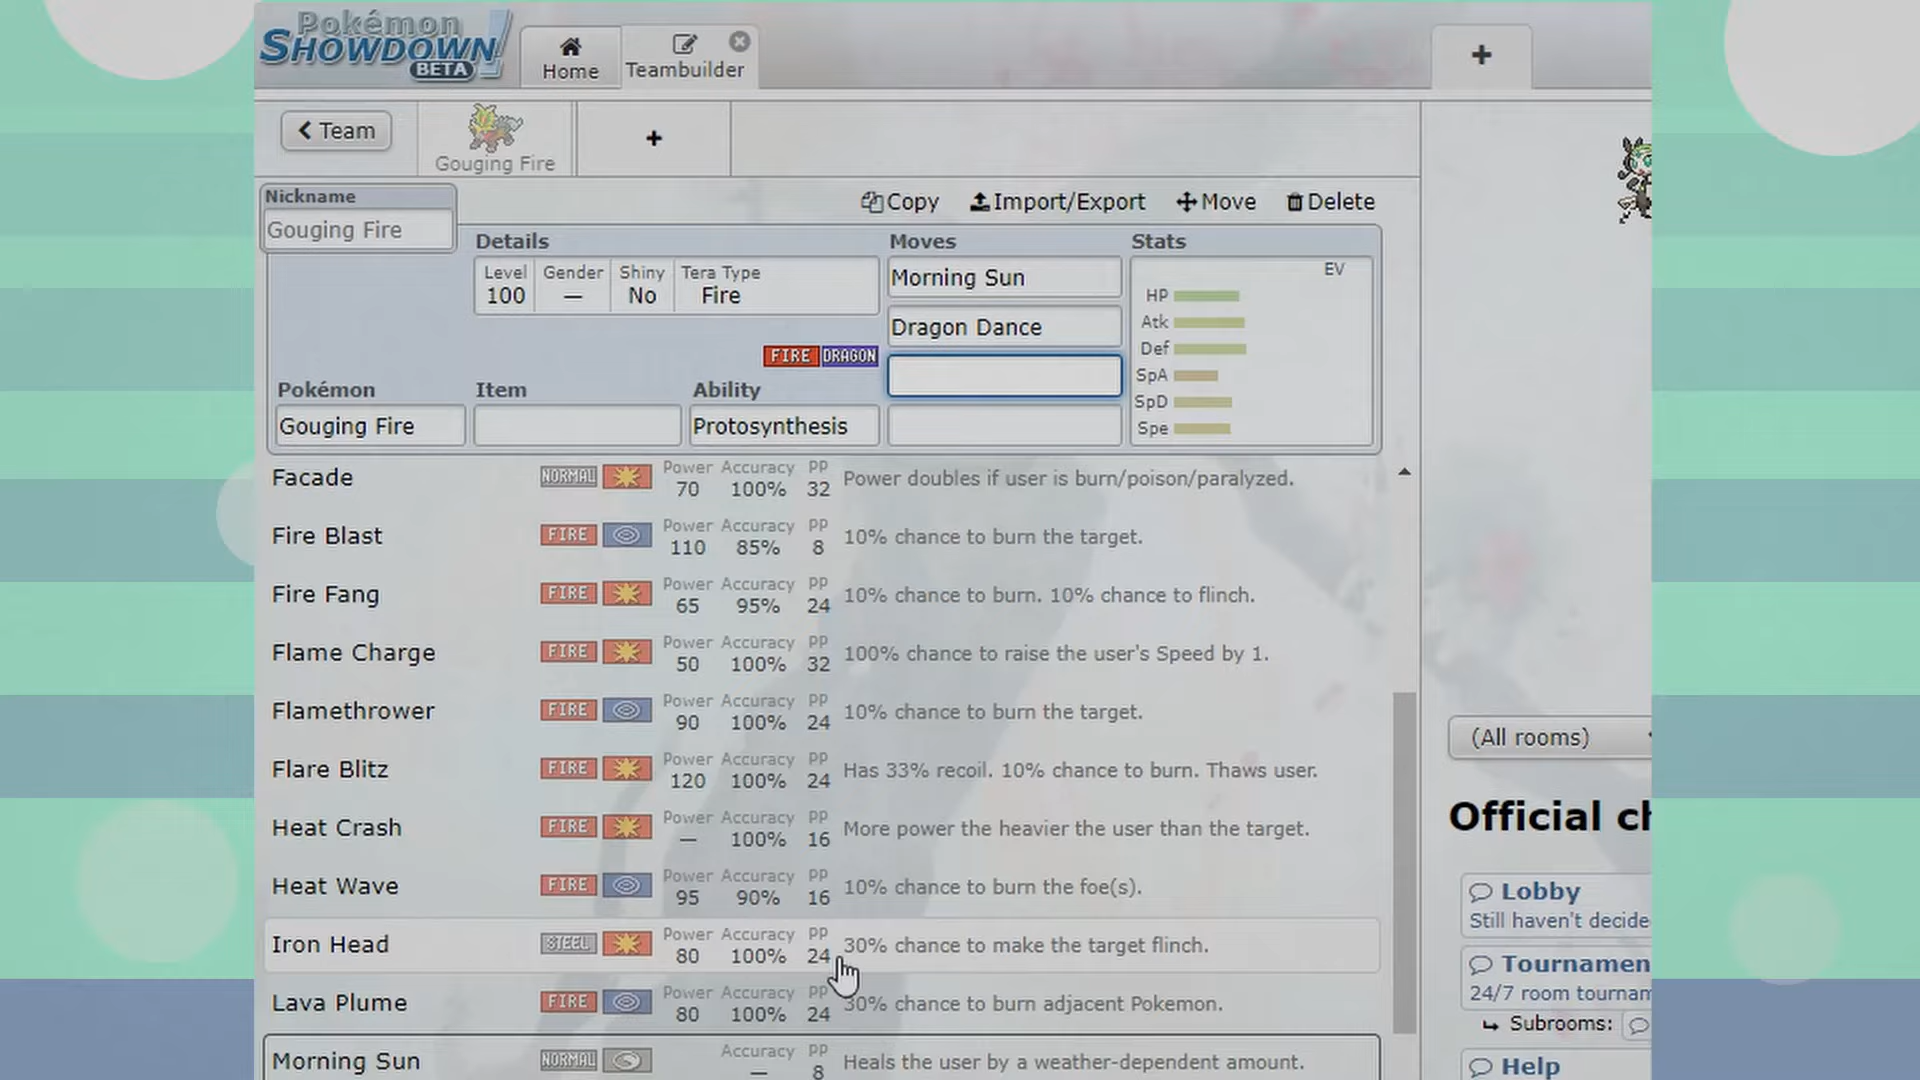 Pokémon
SHOWDOWN
BETA
Home
Teambuilder
+
Team
Gouging Fire
+
Nickname
Gouging Fire
Copy
Import/Export
Move
Delete
Details
Moves
Stats
Level
100
Gender
—
Shiny
No
Tera Type
Fire
FIRE DRAGON
Morning Sun
Dragon Dance
EV
HP
Atk
Def
SpA
SpD
Spe
Pokémon
Item
Ability
Gouging Fire
Protosynthesis
Facade NORMAL Power 70 Accuracy 100% PP 32 Power doubles if user is burn/poison/paralyzed.
Fire Blast FIRE Power 110 Accuracy 85% PP 8 10% chance to burn the target.
Fire Fang FIRE Power 65 Accuracy 95% PP 24 10% chance to burn. 10% chance to flinch.
Flame Charge FIRE Power 50 Accuracy 100% PP 32 100% chance to raise the user's Speed by 1.
Flamethrower FIRE Power 90 Accuracy 100% PP 24 10% chance to burn the target.
Flare Blitz FIRE Power 120 Accuracy 100% PP 24 Has 33% recoil. 10% chance to burn. Thaws user.
Heat Crash FIRE Power — Accuracy 100% PP 16 More power the heavier the user than the target.
Heat Wave FIRE Power 95 Accuracy 90% PP 16 10% chance to burn the foe(s).
Iron Head STEEL Power 80 Accuracy 100% PP 24 30% chance to make the target flinch.
Lava Plume FIRE Power 80 Accuracy 100% PP 24 30% chance to burn adjacent Pokemon.
Morning Sun NORMAL Accuracy — PP 8 Heals the user by a weather-dependent amount.
(All rooms)
Official ch
Lobby
Still haven't decide
Tournamen
24/7 room tournam
Subrooms:
Help